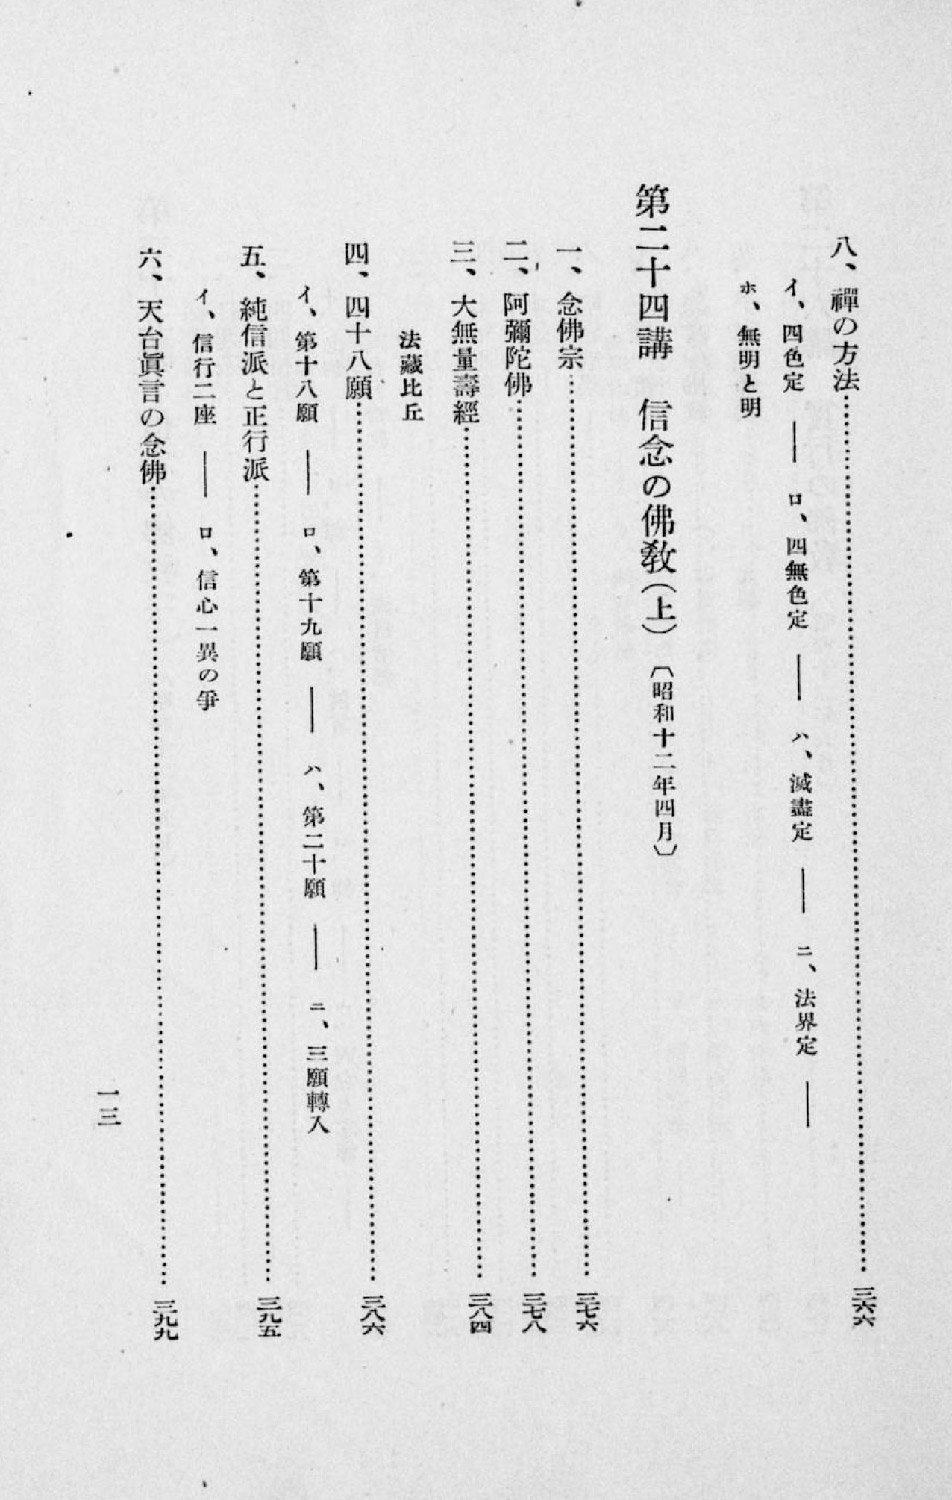 八、禪の方法……三六六
イ、四色定 ―― ロ、四無色定 ―― ハ、滅盡定 ―― ニ、法界定 ――
ホ、無明と明
第二十四講　信念の佛教（上）〔昭和十二年四月〕
一、念佛宗……三七六
二、阿彌陀佛……三七八
三、大無量壽經……三八四
法藏比丘
四、四十八願……三八六
イ、第十八願 ―― ロ、第十九願 ―― ハ、第二十願 ―― ニ、三願轉入
五、純信派と正行派……三九五
イ、信行二座 ―― ロ、信心一異の爭
六、天台眞言の念佛……三九九
一三